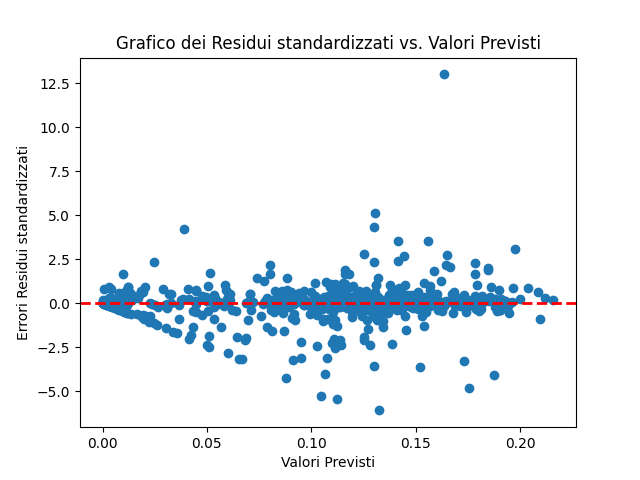 Grafico dei Residui standardizzati vs. Valori Previsti
Errori Residui standardizzati
12.5
10.0
7.5
5.0
2.5
0.0
−2.5
−5.0
0.00 0.05 0.10 0.15 0.20
Valori Previsti